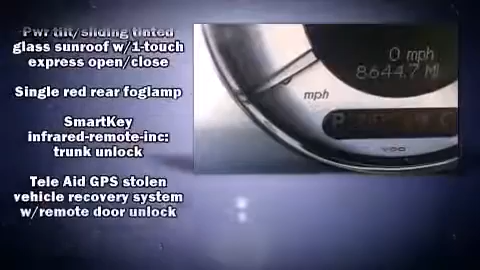 Pwr tilt/sliding tinted
glass sunroof w/1-touch
express open/close
Single red rear foglamp
SmartKey
infrared-remote-inc:
trunk unlock
Tele Aid GPS stolen
vehicle recovery system
w/remote door unlock
0 mph
8644.7 MI
mph
P
VDO